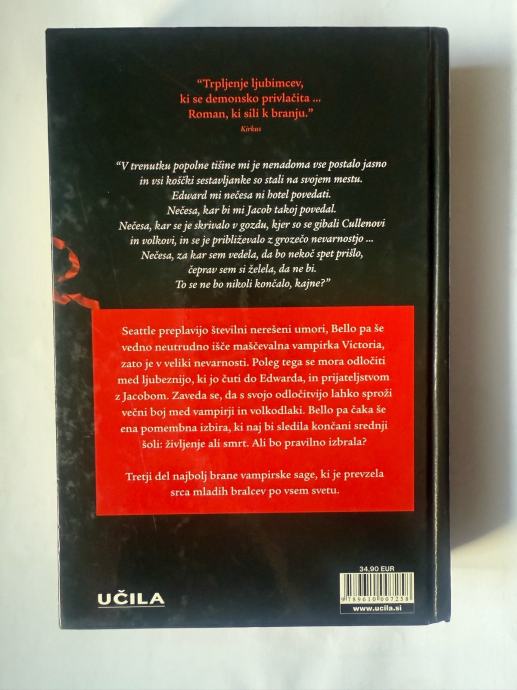 “Trpljenje ljubimcev,
ki se demonsko privlačita ...
Roman, ki sili k branju.”
Kirkus
“V trenutku popolne tišine mi je nenadoma vse postalo jasno
in vsi koščki sestavljanke so stali na svojem mestu.
Edward mi nečesa ni hotel povedati.
Nečesa, kar bi mi Jacob takoj povedal.
Nečesa, kar se je skrivalo v gozdu, kjer so se gibali Cullenovi
in volkovi, in se je približevalo z grozečo nevarnostjo ...
Nečesa, za kar sem vedela, da bo nekoč spet prišlo,
čeprav sem si želela, da ne bi.
To se ne bo nikoli končalo, kajne?”
Seattle preplavijo številni nerešeni umori, Bello pa še
vedno neutrudno išče maščevalna vampirka Victoria,
zato je v veliki nevarnosti. Poleg tega se mora odločiti
med ljubeznijo, ki jo čuti do Edwarda, in prijateljstvom
z Jacobom. Zaveda se, da s svojo odločitvijo lahko sproži
večni boj med vampirji in volkodlaki. Bello pa čaka še
ena pomembna izbira, ki naj bi sledila končani srednji
šoli: življenje ali smrt. Ali bo pravilno izbrala?
Tretji del najbolj brane vampirske sage, ki je prevzela
srca mladih bralcev po vsem svetu.
34,90 EUR
9 789610 007258
www.ucila.si
UČILA